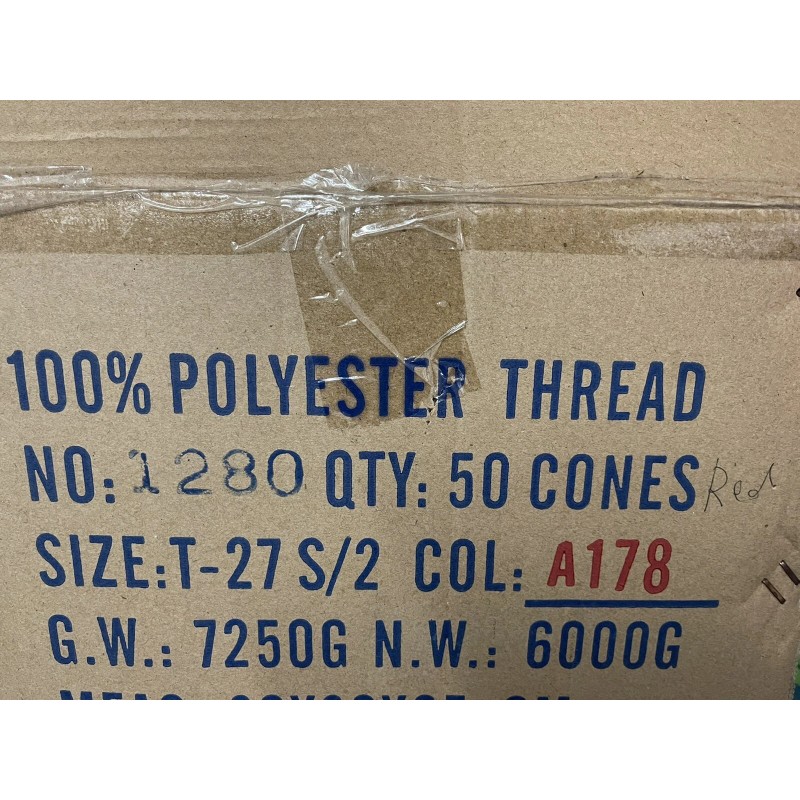 100% POLYESTER THREAD
NO: 1280 QTY: 50 CONES Red
SIZE: T-27 S/2 COL: A178
G.W.: 7250G N.W.: 6000G